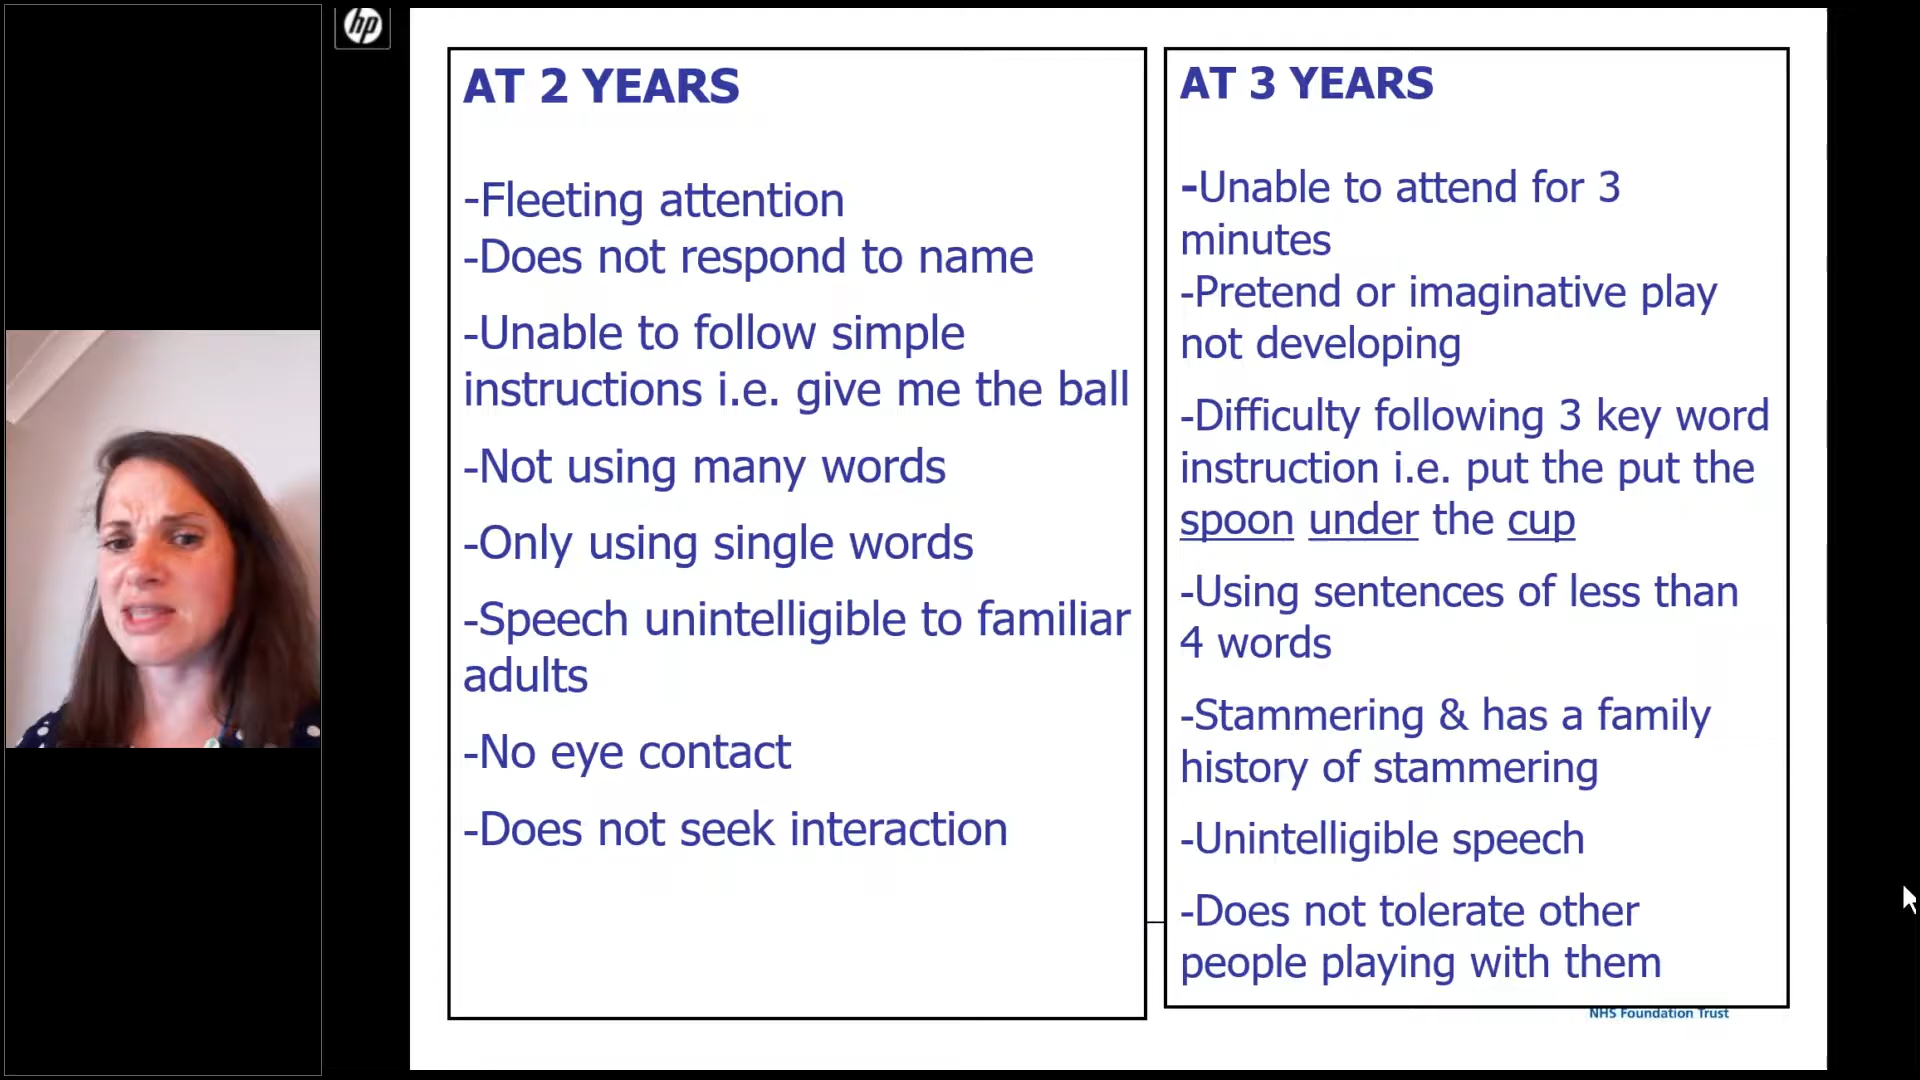 hp
AT 2 YEARS
-Fleeting attention
-Does not respond to name
-Unable to follow simple
instructions i.e. give me the ball
-Not using many words
-Only using single words
-Speech unintelligible to familiar
adults
-No eye contact
-Does not seek interaction
AT 3 YEARS
-Unable to attend for 3
minutes
-Pretend or imaginative play
not developing
-Difficulty following 3 key word
instruction i.e. put the put the
spoon under the cup
-Using sentences of less than
4 words
-Stammering & has a family
history of stammering
-Unintelligible speech
-Does not tolerate other
people playing with them
NHS Foundation Trust